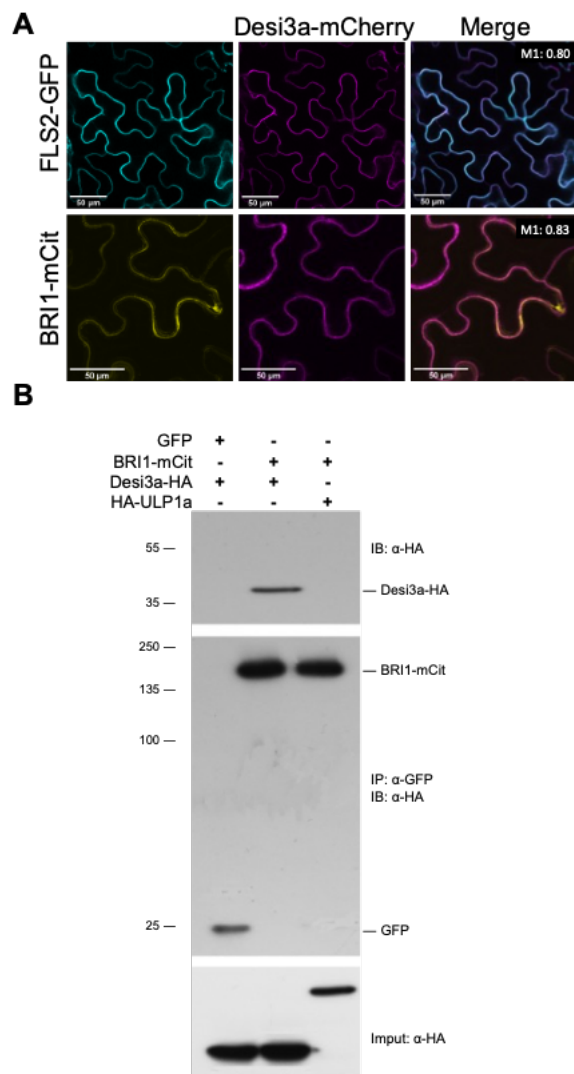 A
Desi3a-mCherry Merge
FLS2-GFP
M1: 0.80
50 µm 50 µm 50 µm
BRI1-mCit
M1: 0.83
50 µm 50 µm 50 µm
B
GFP + - -
BRI1-mCit - + +
Desi3a-HA + + -
HA-ULP1a - - +
55 — IB: α-HA
35 — — Desi3a-HA
250 —
— BRI1-mCit
135 —
100 —
IP: α-GFP
IB: α-HA
25 — — GFP
Imput: α-HA